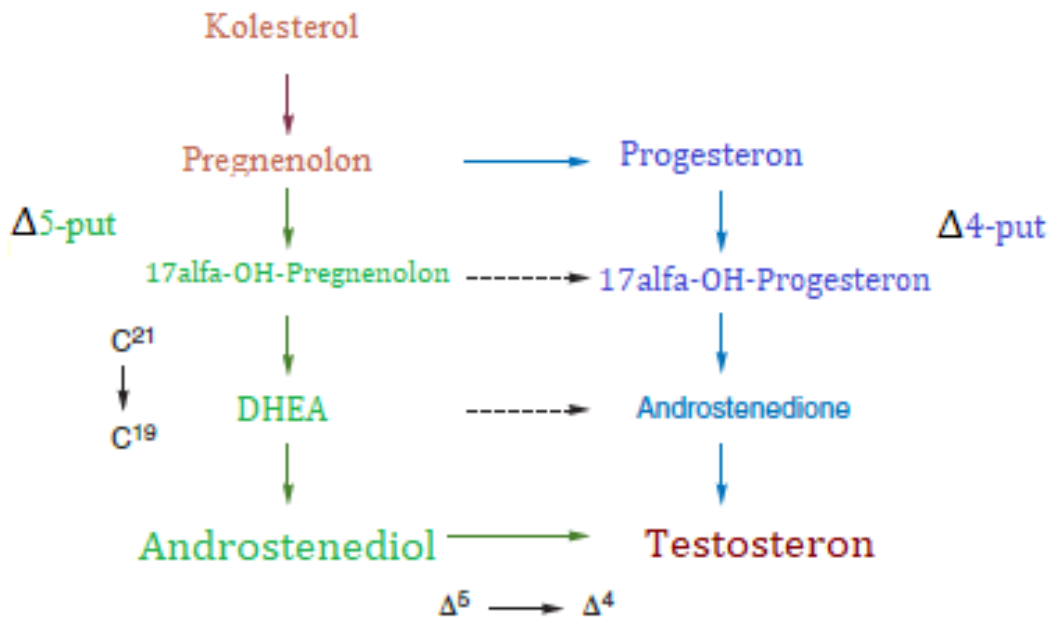 Kolesterol
Pregnenolon
Progesteron
Δ5-put
Δ4-put
17alfa-OH-Pregnenolon
17alfa-OH-Progesteron
C²¹
DHEA
Androstenedione
C¹⁹
Androstenediol
Testosteron
Δ⁵
Δ⁴